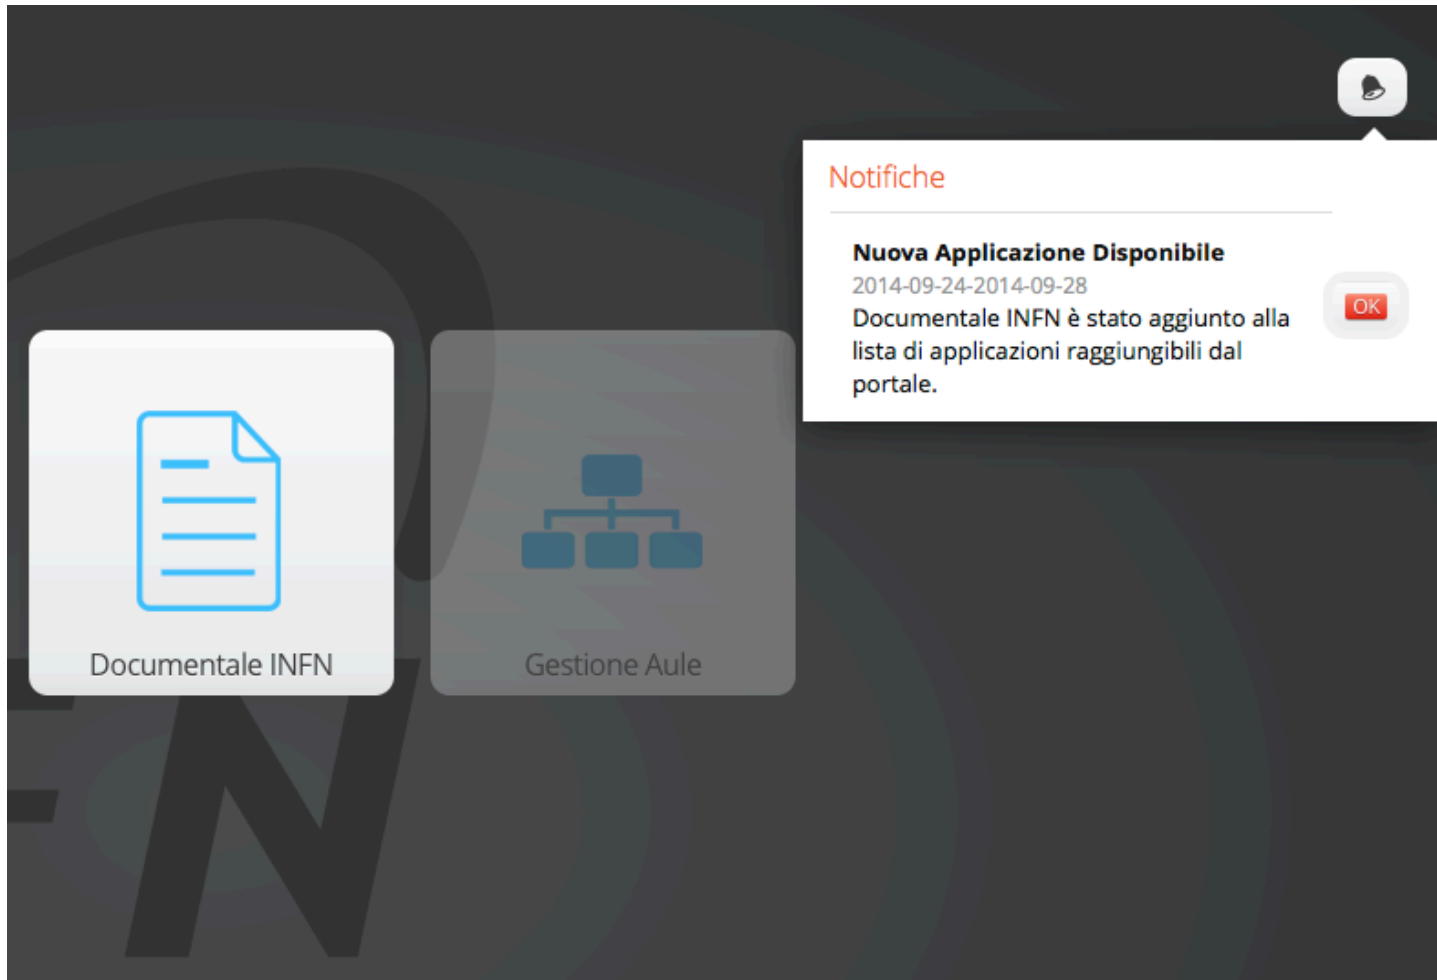 Notifiche
Nuova Applicazione Disponibile
2014-09-24-2014-09-28
Documentale INFN è stato aggiunto alla
lista di applicazioni raggiungibili dal
portale.
OK
Documentale INFN
Gestione Aule
FN